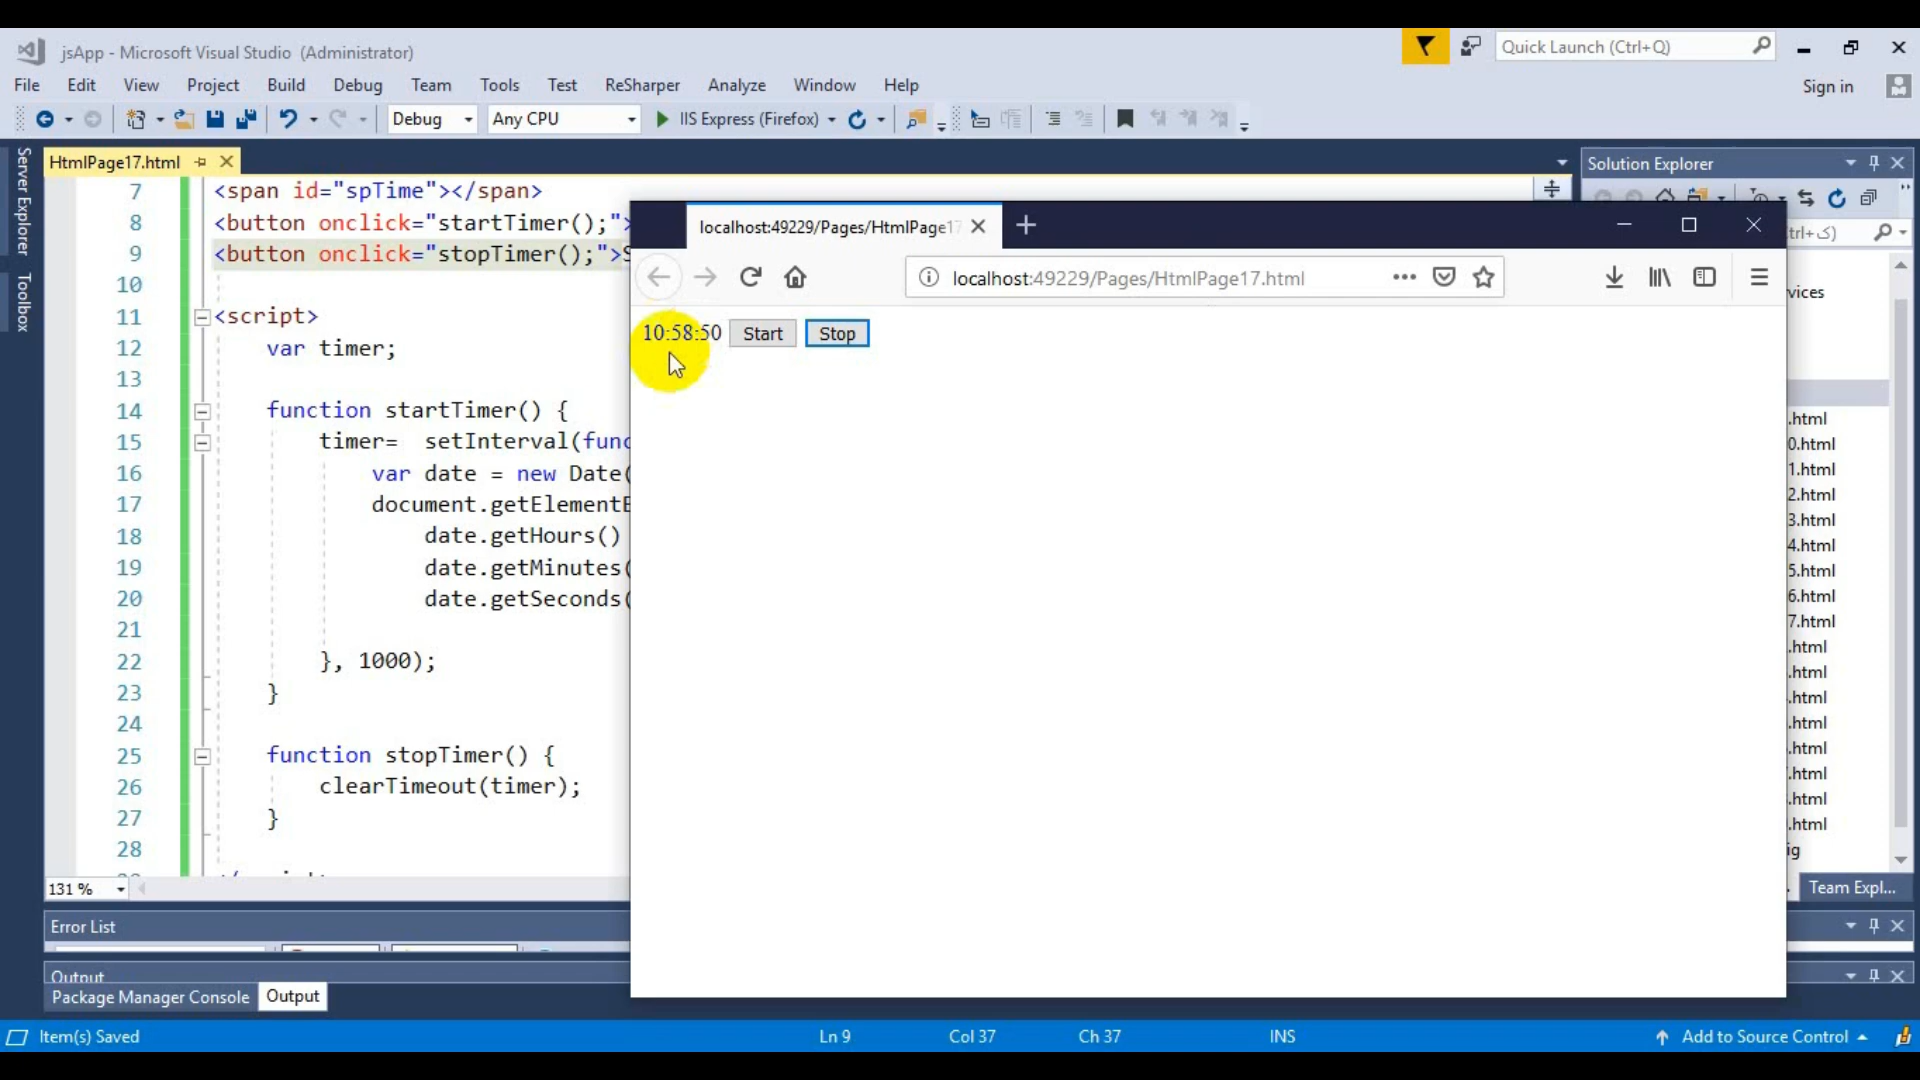 jsApp - Microsoft Visual Studio (Administrator)
Quick Launch (Ctrl+Q)
File Edit View Project Build Debug Team Tools Test ReSharper Analyze Window Help
Sign in
Debug Any CPU IIS Express (Firefox)
Server Explorer
Toolbox
HtmlPage17.html
Solution Explorer
7 <span id="spTime"></span>
8 <button onclick="startTimer();">
9 <button onclick="stopTimer();">S
10
11 <script>
12 var timer;
13
14 function startTimer() {
15 timer= setInterval(func
16 var date = new Date(
17 document.getElementB
18 date.getHours()
19 date.getMinutes(
20 date.getSeconds(
21
22 }, 1000);
23 }
24
25 function stopTimer() {
26 clearTimeout(timer);
27 }
28
localhost:49229/Pages/HtmlPage17
localhost:49229/Pages/HtmlPage17.html
10:58:50 Start Stop
trl+ک)
vices
.html
0.html
1.html
2.html
3.html
4.html
5.html
6.html
7.html
.html
.html
.html
.html
.html
.html
.html
.html
ig
131 %
Team Expl...
Error List
Output
Package Manager Console Output
Item(s) Saved Ln 9 Col 37 Ch 37 INS Add to Source Control